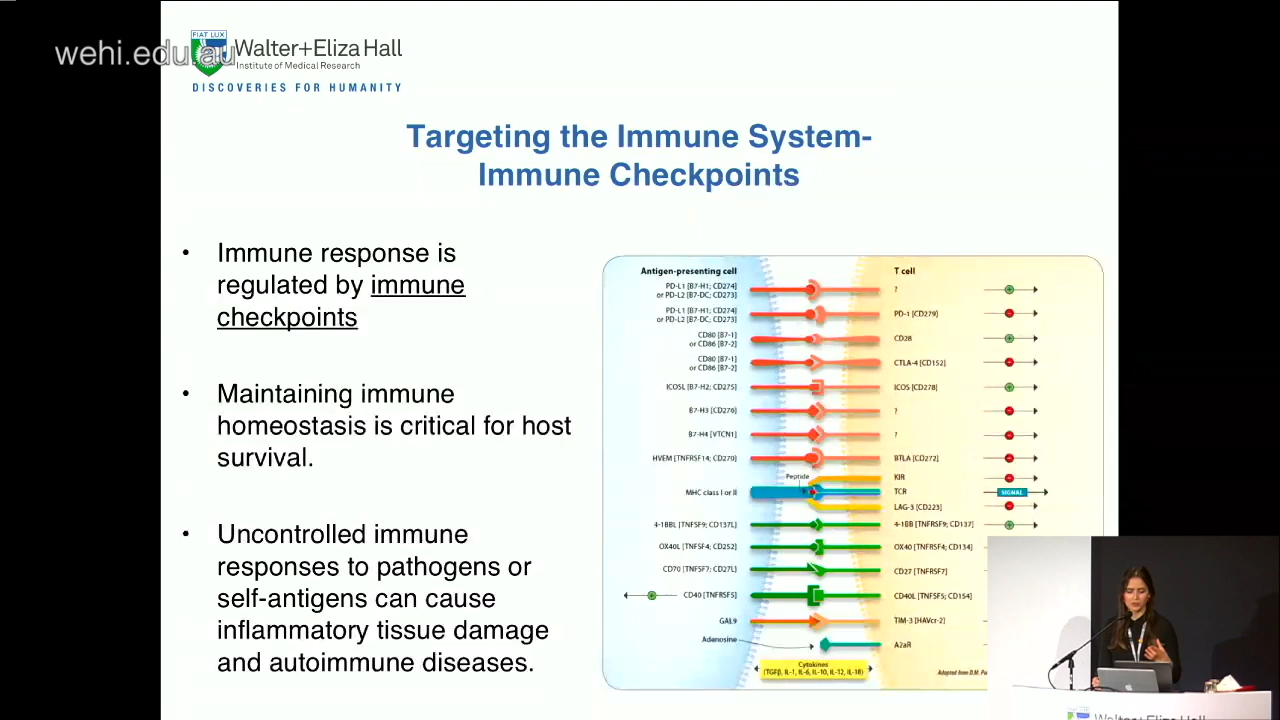 wehi.edu.au
FIAT LUX
Walter+Eliza Hall
Institute of Medical Research
DISCOVERIES FOR HUMANITY
Targeting the Immune System-
Immune Checkpoints
• Immune response is
regulated by immune
checkpoints
• Maintaining immune
homeostasis is critical for host
survival.
• Uncontrolled immune
responses to pathogens or
self-antigens can cause
inflammatory tissue damage
and autoimmune diseases.
Antigen-presenting cell T cell
PD-L1 [B7-H1; CD274]
or PD-L2 [B7-DC; CD273] ? +
PD-L1 [B7-H1; CD274]
or PD-L2 [B7-DC; CD273] PD-1 [CD279] -
CD80 [B7-1]
or CD86 [B7-2] CD28 +
CD80 [B7-1]
or CD86 [B7-2] CTLA-4 [CD152] -
ICOSL [B7-H2; CD275] ICOS [CD278] +
B7-H3 [CD276] ? -
B7-H4 [VTCN1] ? -
HVEM [TNFRSF14; CD270] BTLA [CD272] -
Peptide KIR -
MHC class I or II TCR SIGNAL
LAG-3 [CD223] -
4-1BBL [TNFSF9; CD137L] 4-1BB [TNFRSF9; CD137] +
OX40L [TNFSF4; CD252] OX40 [TNFRSF4; CD134]
CD70 [TNFSF7; CD27L] CD27 [TNFRSF7]
+ CD40 [TNFRSF5] CD40L [TNFSF5; CD154]
GAL9 TIM-3 [HAVcr-2]
Adenosine A2aR
Cytokines
(TGFβ, IL-1, IL-6, IL-10, IL-12, IL-18)
Adapted from D.M.
Walter+Eliza Hall